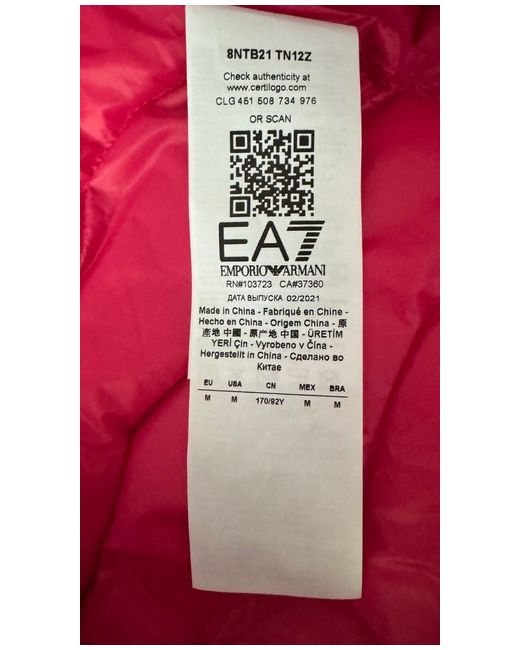 8NTB21 TN12Z
Check authenticity at
www.certilogo.com
CLG 451 508 734 976
OR SCAN
EA7
EMPORIO ARMANI
RN#103723 CA#37360
ДАТА ВЫПУСКА 02/2021
Made in China - Fabriqué en Chine -
Hecho en China - Origem China - 原
產地 中國 - 原产地 中国 - ÜRETİM
YERİ Çin - Vyrobeno v Čína -
Hergestellt in China - Сделано во
Китае
EU USA CN MEX BRA
M M 170/92Y M M